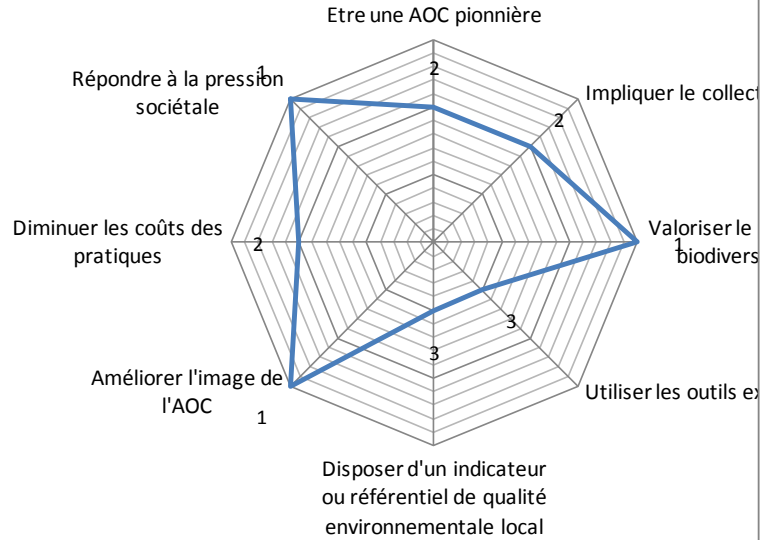 Etre une AOC pionnière
2
Impliquer le collect
2
Valoriser le
biodivers
1
Utiliser les outils ex
3
Disposer d'un indicateur
ou référentiel de qualité
environnementale local
3
Améliorer l'image de
l'AOC
1
Diminuer les coûts des
pratiques
2
Répondre à la pression
sociétale
1